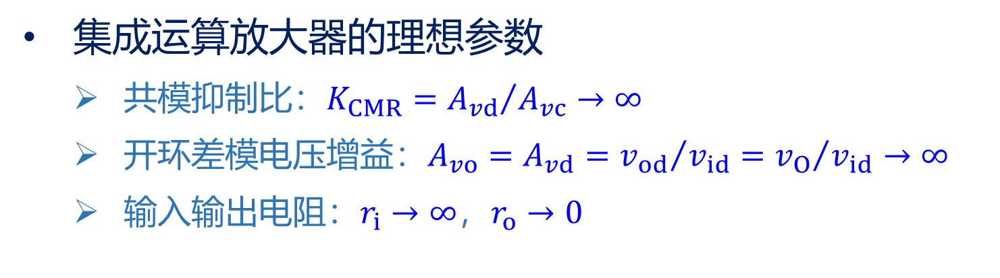 • 集成运算放大器的理想参数
➢ 共模抑制比：K_CMR = A_vd/A_vc → ∞
➢ 开环差模电压增益：A_vo = A_vd = v_od/v_id = v_O/v_id → ∞
➢ 输入输出电阻：r_i → ∞，r_o → 0